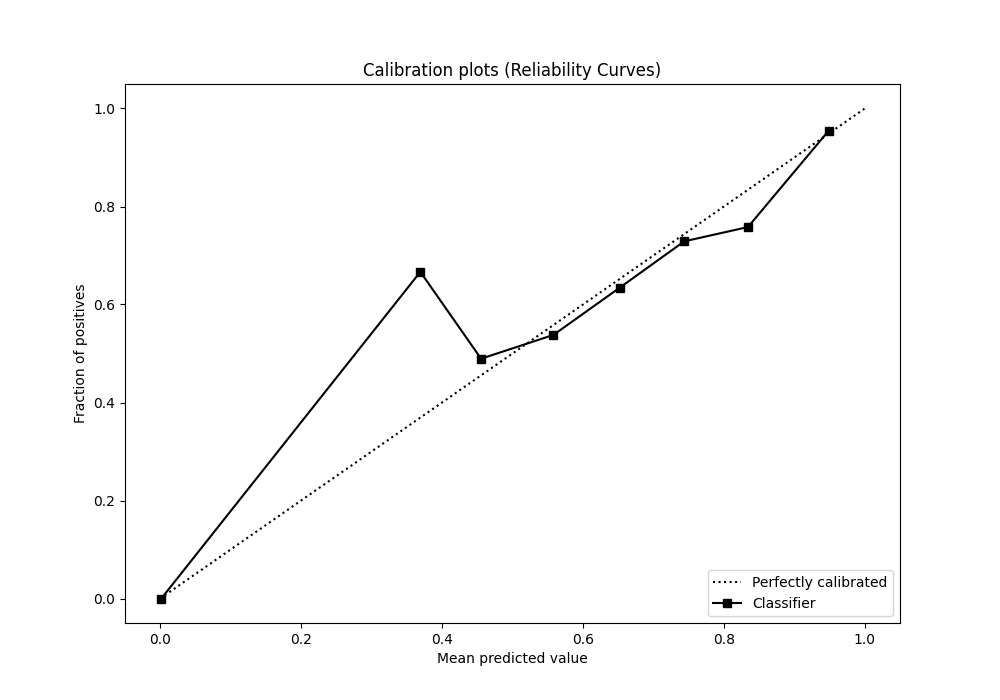 Calibration plots (Reliability Curves)
1.0
0.8
0.6
0.4
0.2
0.0
Fraction of positives
Perfectly calibrated
Classifier
0.0 0.2 0.4 0.6 0.8 1.0
Mean predicted value